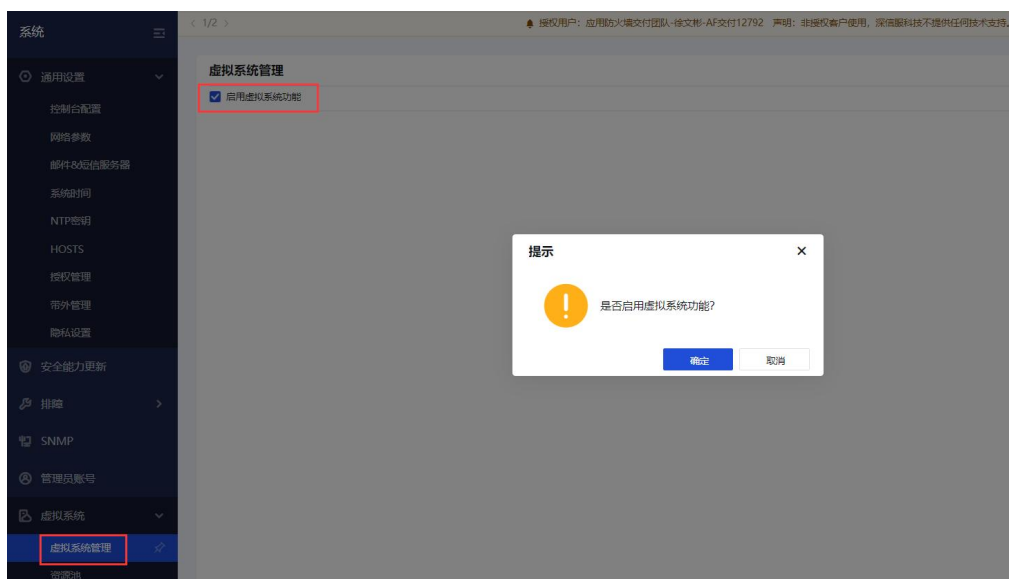 系统
< 1/2 >
授权用户：应用防火墙交付团队-徐文彬-AF交付12792 声明：非授权客户使用，深信服科技不提供任何技术支持。
通用设置
控制台配置
网络参数
邮件&短信服务器
系统时间
NTP密钥
HOSTS
授权管理
带外管理
隐私设置
安全能力更新
排障
SNMP
管理员账号
虚拟系统
虚拟系统管理
资源池
虚拟系统管理
启用虚拟系统功能
提示
是否启用虚拟系统功能?
确定
取消